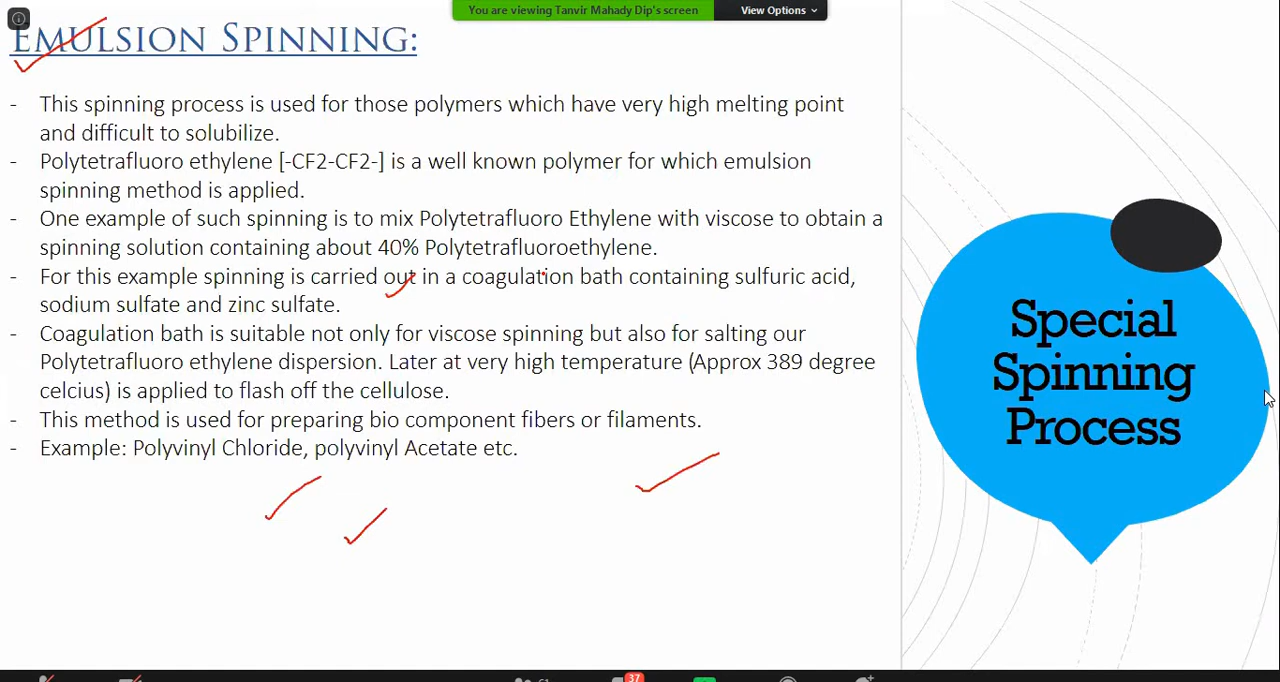 You are viewing Tanvir Mahady Dip's screen
View Options
EMULSION SPINNING:
- This spinning process is used for those polymers which have very high melting point
and difficult to solubilize.
- Polytetrafluoro ethylene [-CF2-CF2-] is a well known polymer for which emulsion
spinning method is applied.
- One example of such spinning is to mix Polytetrafluoro Ethylene with viscose to obtain a
spinning solution containing about 40% Polytetrafluoroethylene.
- For this example spinning is carried out in a coagulation bath containing sulfuric acid,
sodium sulfate and zinc sulfate.
- Coagulation bath is suitable not only for viscose spinning but also for salting our
Polytetrafluoro ethylene dispersion. Later at very high temperature (Approx 389 degree
celcius) is applied to flash off the cellulose.
- This method is used for preparing bio component fibers or filaments.
- Example: Polyvinyl Chloride, polyvinyl Acetate etc.
Special
Spinning
Process
37